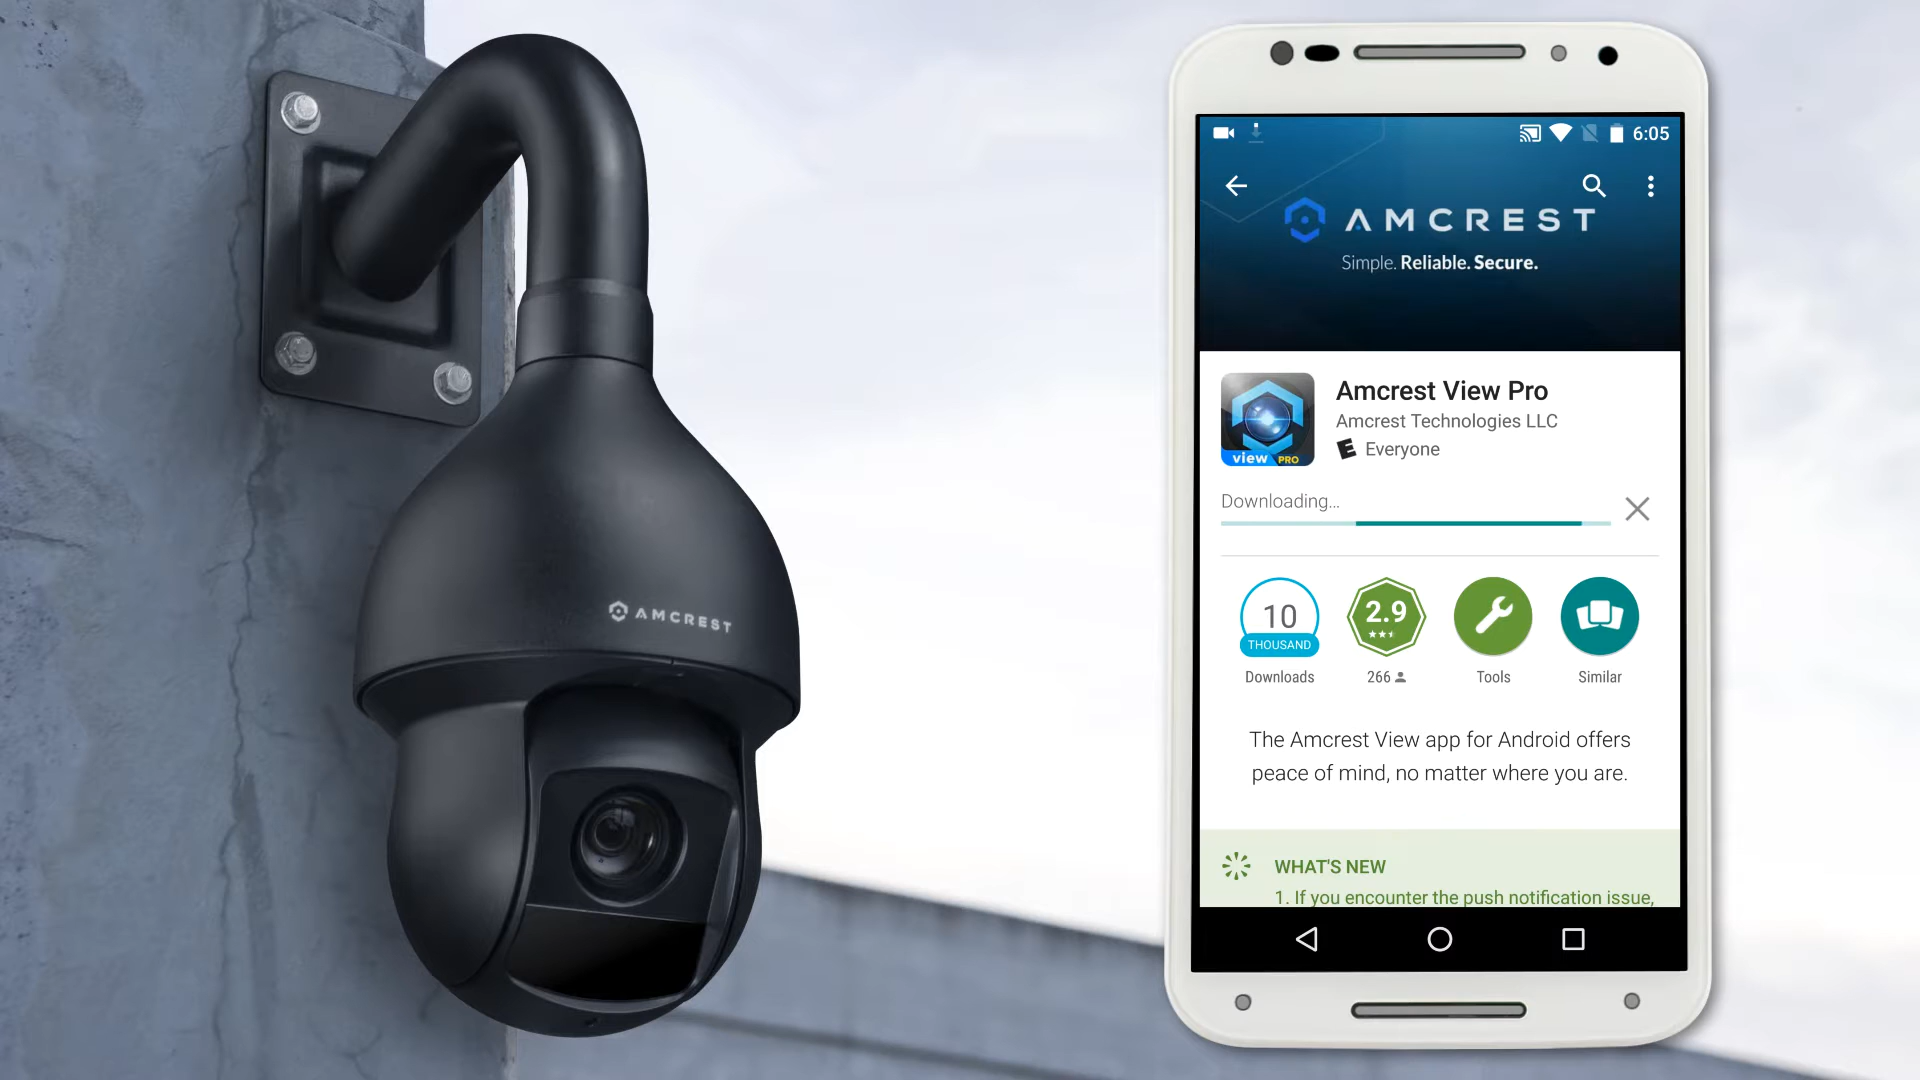 AMCREST
6:05
AMCREST
Simple. Reliable. Secure.
Amcrest View Pro
Amcrest Technologies LLC
E Everyone
view PRO
Downloading...
10
THOUSAND
Downloads
2.9
266
Tools
Similar
The Amcrest View app for Android offers
peace of mind, no matter where you are.
WHAT'S NEW
1. If you encounter the push notification issue,